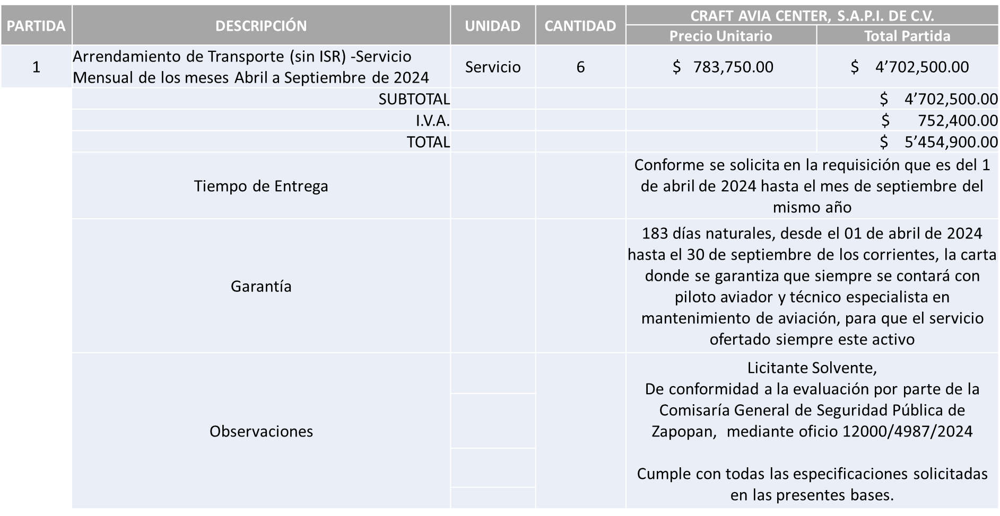 PARTIDA DESCRIPCIÓN UNIDAD CANTIDAD CRAFT AVIA CENTER, S.A.P.I. DE C.V.
Precio Unitario Total Partida
1 Arrendamiento de Transporte (sin ISR) -Servicio
Mensual de los meses Abril a Septiembre de 2024 Servicio 6 $ 783,750.00 $ 4’702,500.00
SUBTOTAL $ 4’702,500.00
I.V.A. $ 752,400.00
TOTAL $ 5’454,900.00
Tiempo de Entrega
Conforme se solicita en la requisición que es del 1
de abril de 2024 hasta el mes de septiembre del
mismo año
Garantía
183 días naturales, desde el 01 de abril de 2024
hasta el 30 de septiembre de los corrientes, la carta
donde se garantiza que siempre se contará con
piloto aviador y técnico especialista en
mantenimiento de aviación, para que el servicio
ofertado siempre este activo
Observaciones
Licitante Solvente,
De conformidad a la evaluación por parte de la
Comisaría General de Seguridad Pública de
Zapopan, mediante oficio 12000/4987/2024
Cumple con todas las especificaciones solicitadas
en las presentes bases.